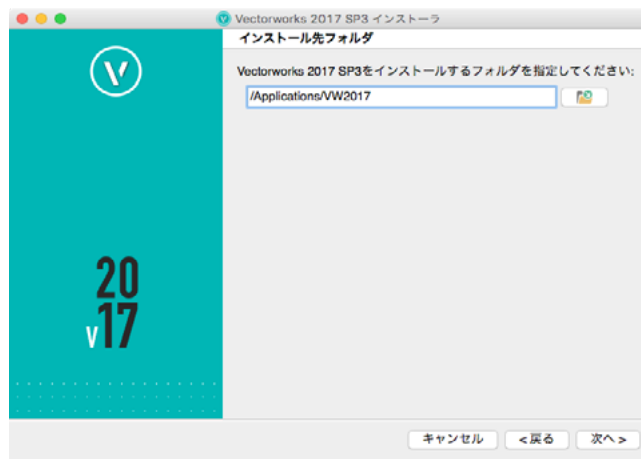 Vectorworks 2017 SP3 インストーラ
インストール先フォルダ
Vectorworks 2017 SP3をインストールするフォルダを指定してください:
/Applications/VW2017
20
v17
キャンセル
<戻る
次へ>